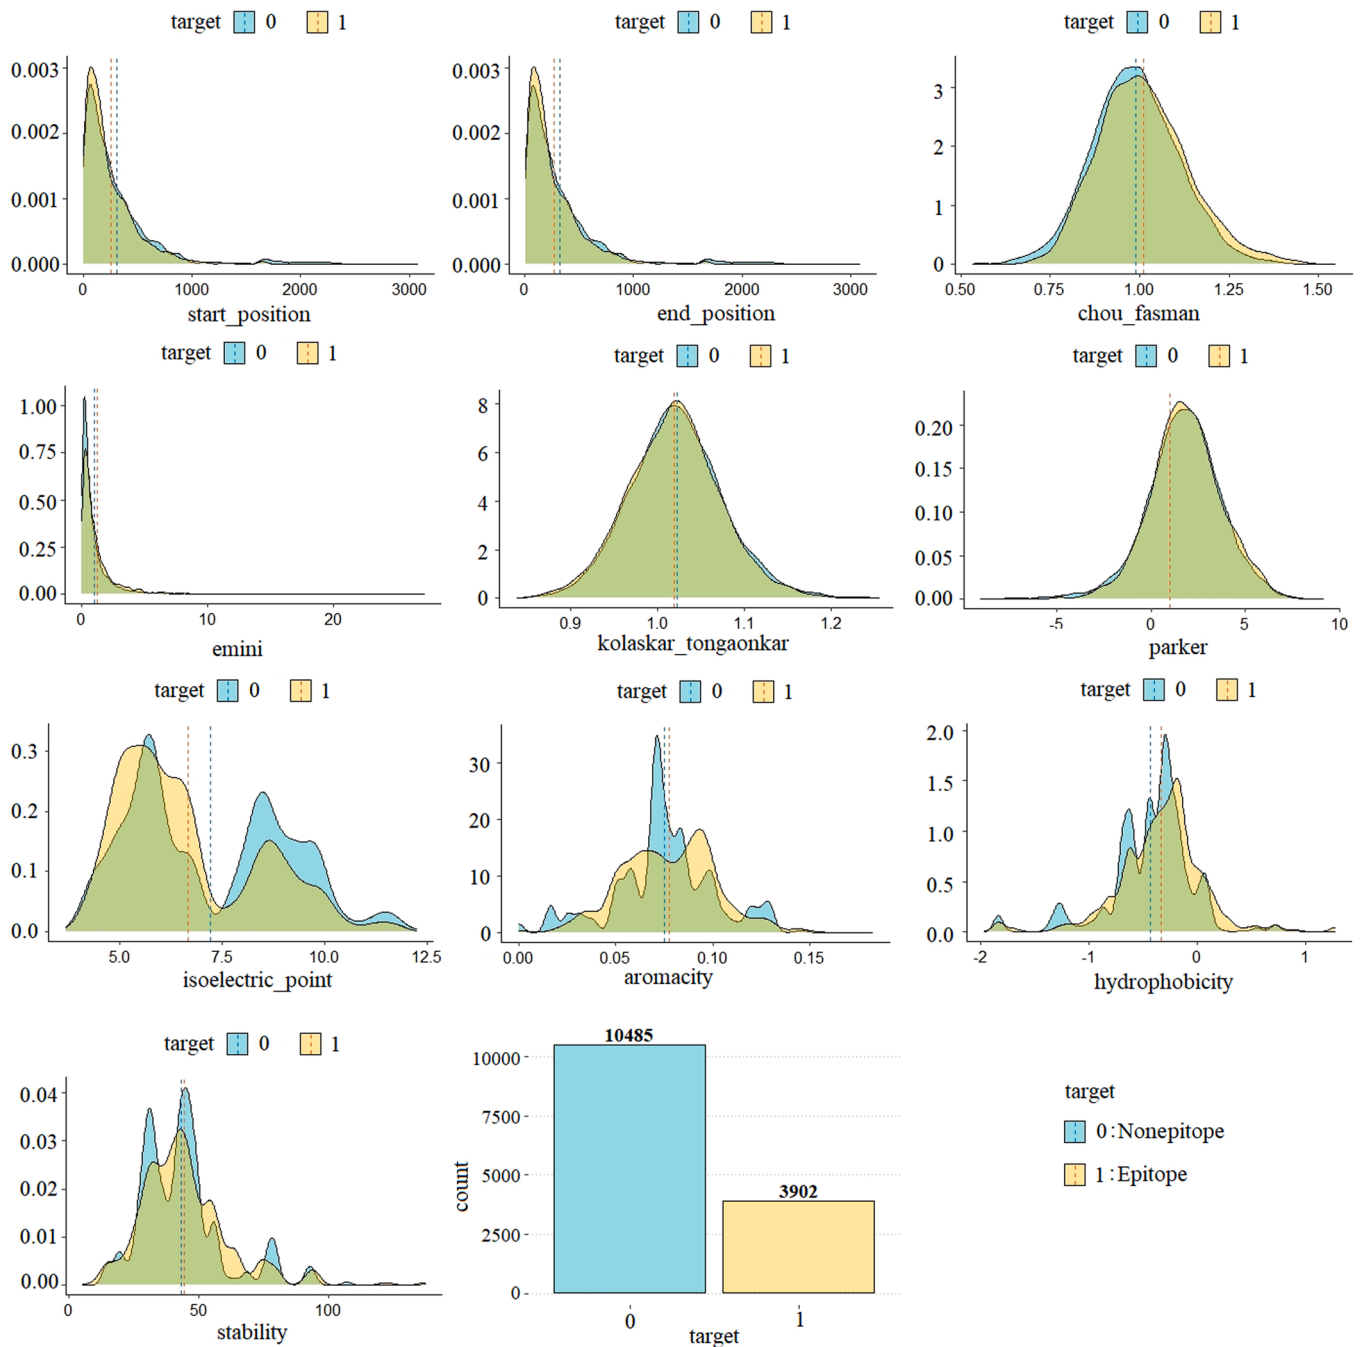 target 0 1
target 0 1
target 0 1
0.003
0.002
0.001
0.000
0 1000 2000 3000
start_position
0.003
0.002
0.001
0.000
0 1000 2000 3000
end_position
3
2
1
0
0.50 0.75 1.00 1.25 1.50
chou_fasman
target 0 1
target 0 1
target 0 1
1.00
0.75
0.50
0.25
0.00
0 10 20
emini
8
6
4
2
0
0.9 1.0 1.1 1.2
kolaskar_tongaonkar
0.20
0.15
0.10
0.05
0.00
-5 0 5 10
parker
target 0 1
target 0 1
target 0 1
0.3
0.2
0.1
0.0
5.0 7.5 10.0 12.5
isoelectric_point
30
20
10
0
0.00 0.05 0.10 0.15
aromacity
2.0
1.5
1.0
0.5
0.0
-2 -1 0 1
hydrophobicity
target 0 1
0.04
0.03
0.02
0.01
0.00
0 50 100
stability
10485
3902
10000
7500
5000
2500
0
count
0 1
target
target
0:Nonepitope
1:Epitope